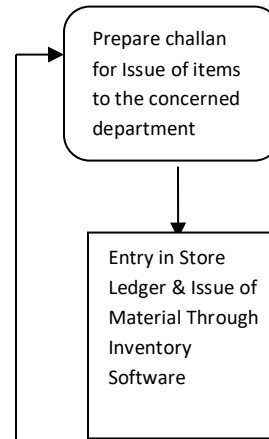 Prepare challan
for Issue of items
to the concerned
department
Entry in Store
Ledger & Issue of
Material Through
Inventory
Software